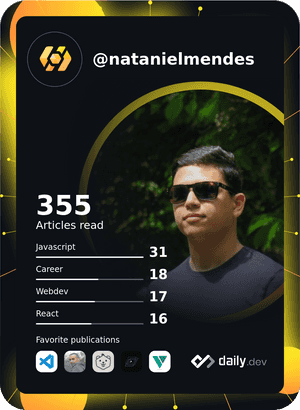 @natanielmendes
355
Articles read
Javascript 31
Career 18
Webdev 17
React 16
Favorite publications
daily.dev